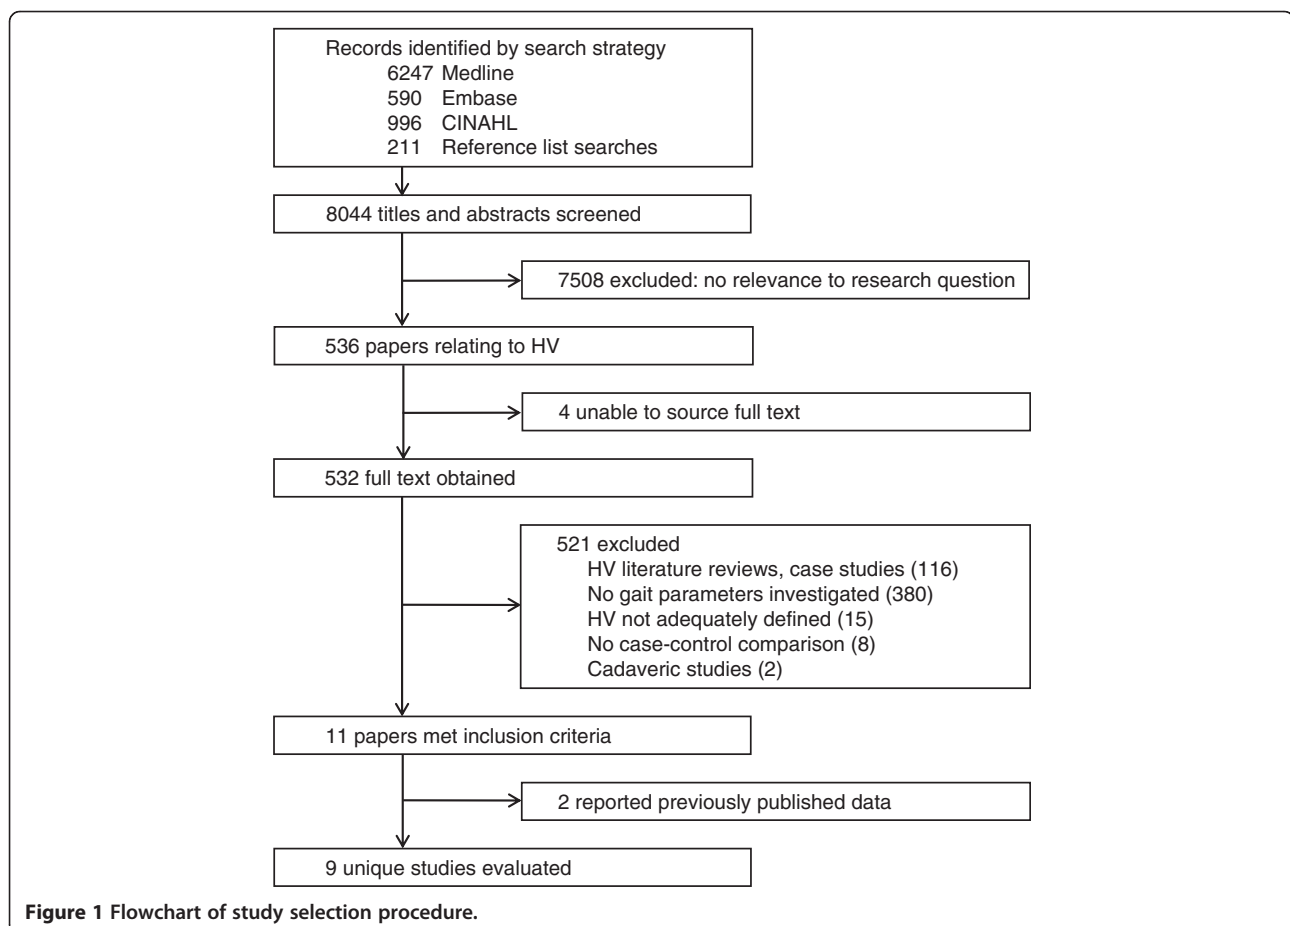 Records identified by search strategy
6247 Medline
590 Embase
996 CINAHL
211 Reference list searches
8044 titles and abstracts screened
7508 excluded: no relevance to research question
536 papers relating to HV
4 unable to source full text
532 full text obtained
521 excluded
HV literature reviews, case studies (116)
No gait parameters investigated (380)
HV not adequately defined (15)
No case-control comparison (8)
Cadaveric studies (2)
11 papers met inclusion criteria
2 reported previously published data
9 unique studies evaluated
Figure 1 Flowchart of study selection procedure.